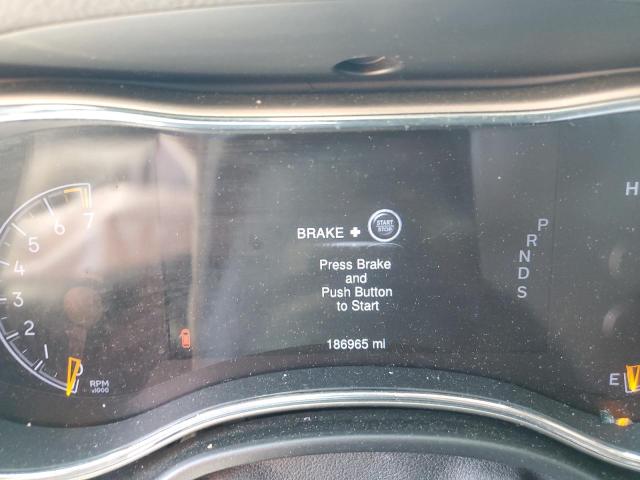 7
6
5
4
3
2
1
0
RPM
x1000
BRAKE +
START
STOP
Press Brake
and
Push Button
to Start
186965 mi
P
R
N
D
S
H
E